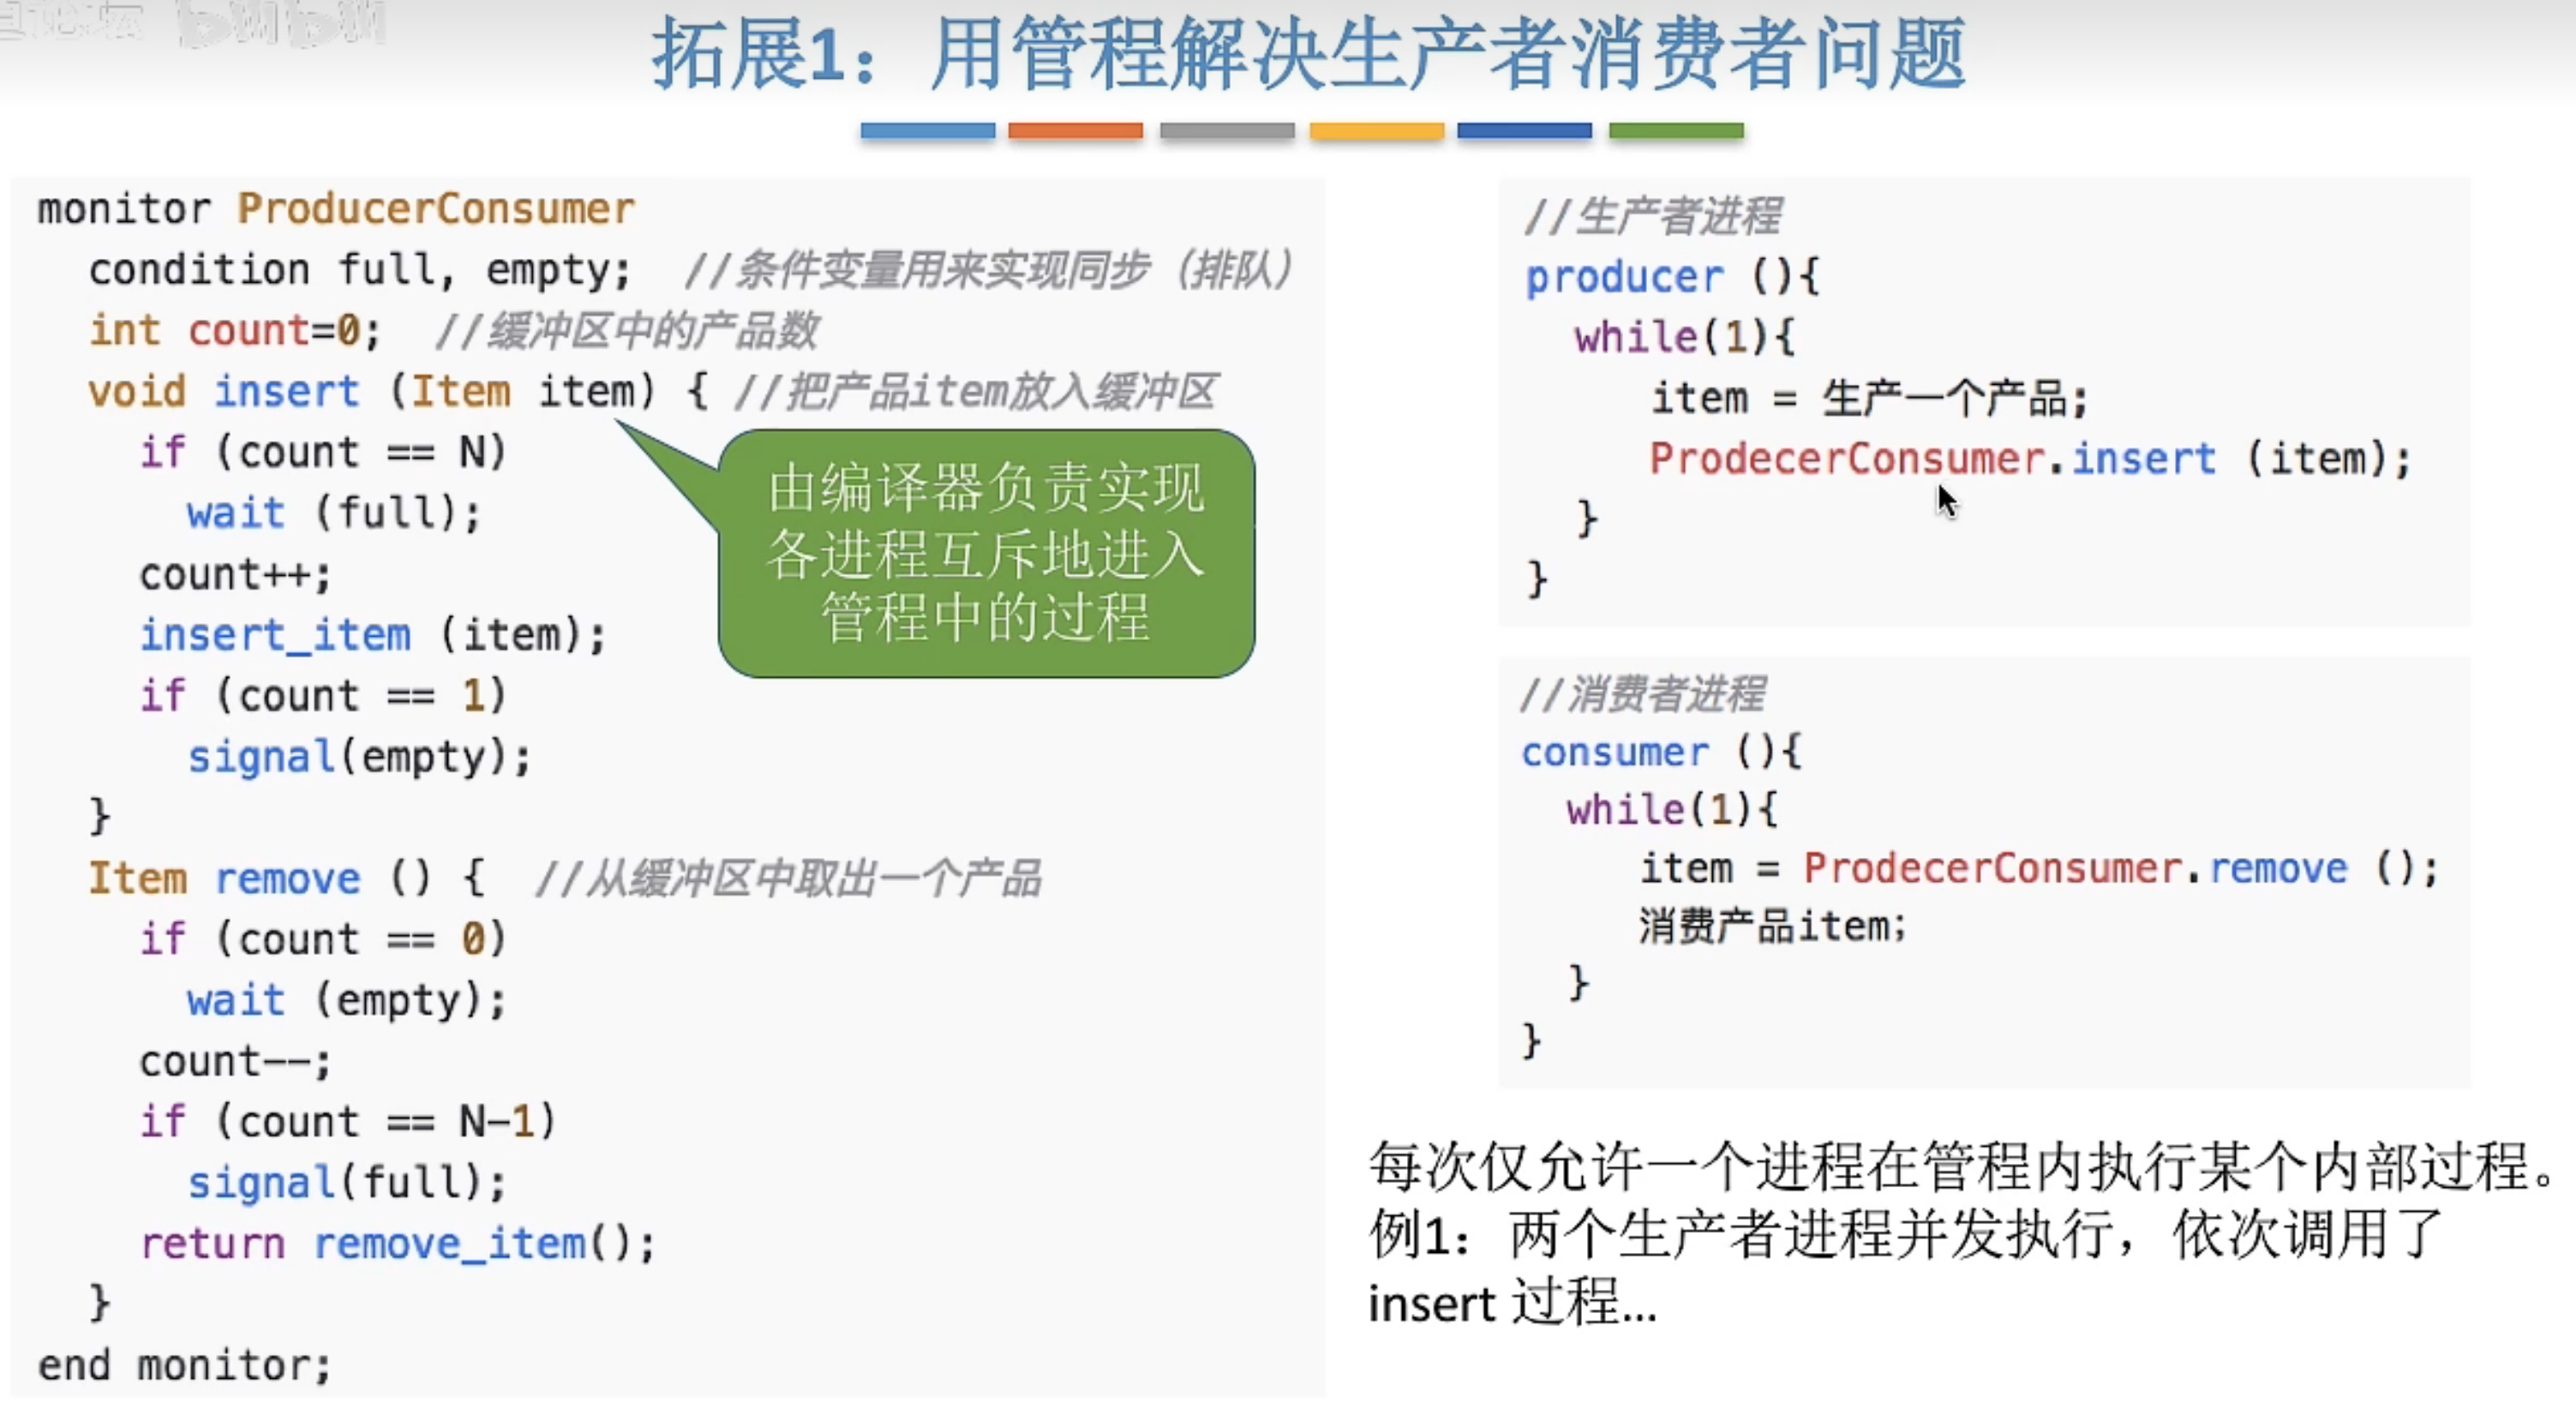 bilibili
拓展1：用管程解决生产者消费者问题
monitor ProducerConsumer
condition full, empty; //条件变量用来实现同步（排队）
int count=0; //缓冲区中的产品数
void insert (Item item) { //把产品item放入缓冲区
if (count == N)
wait (full);
count++;
insert_item (item);
if (count == 1)
signal(empty);
}
Item remove () { //从缓冲区中取出一个产品
if (count == 0)
wait (empty);
count--;
if (count == N-1)
signal(full);
return remove_item();
}
end monitor;
由编译器负责实现
各进程互斥地进入
管程中的过程
//生产者进程
producer (){
while(1){
item = 生产一个产品;
ProdecerConsumer.insert (item);
}
}
//消费者进程
consumer (){
while(1){
item = ProdecerConsumer.remove ();
消费产品item;
}
}
每次仅允许一个进程在管程内执行某个内部过程。
例1：两个生产者进程并发执行，依次调用了
insert 过程...